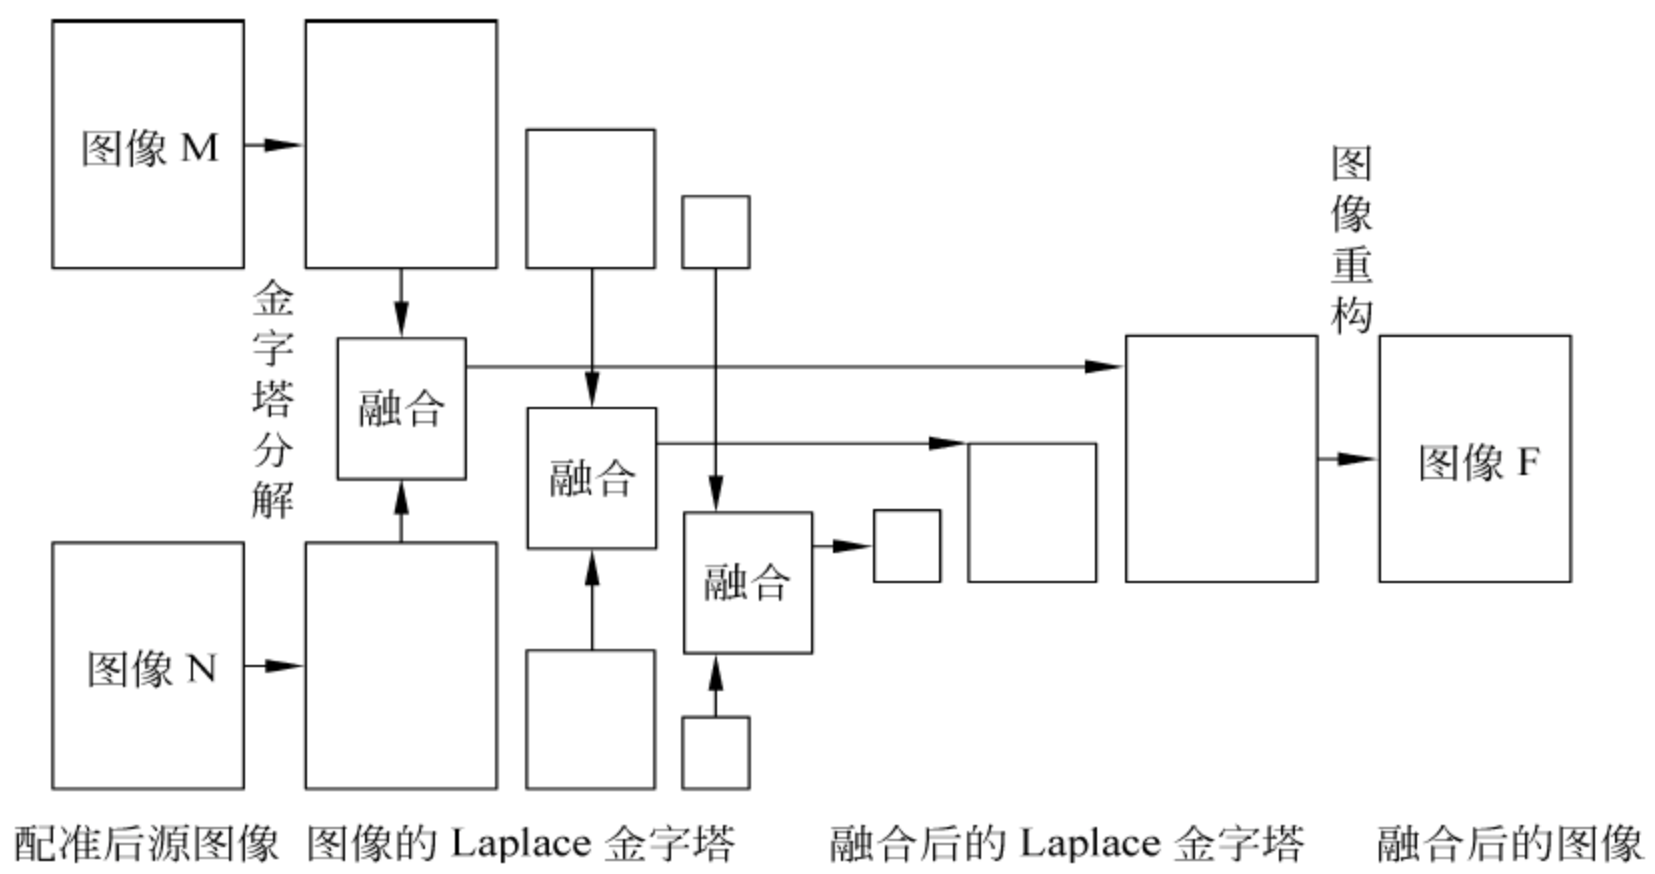 图像 M
图像重构
金字塔分解
融合
融合
图像 F
融合
图像 N
配准后源图像
图像的 Laplace 金字塔
融合后的 Laplace 金字塔
融合后的图像